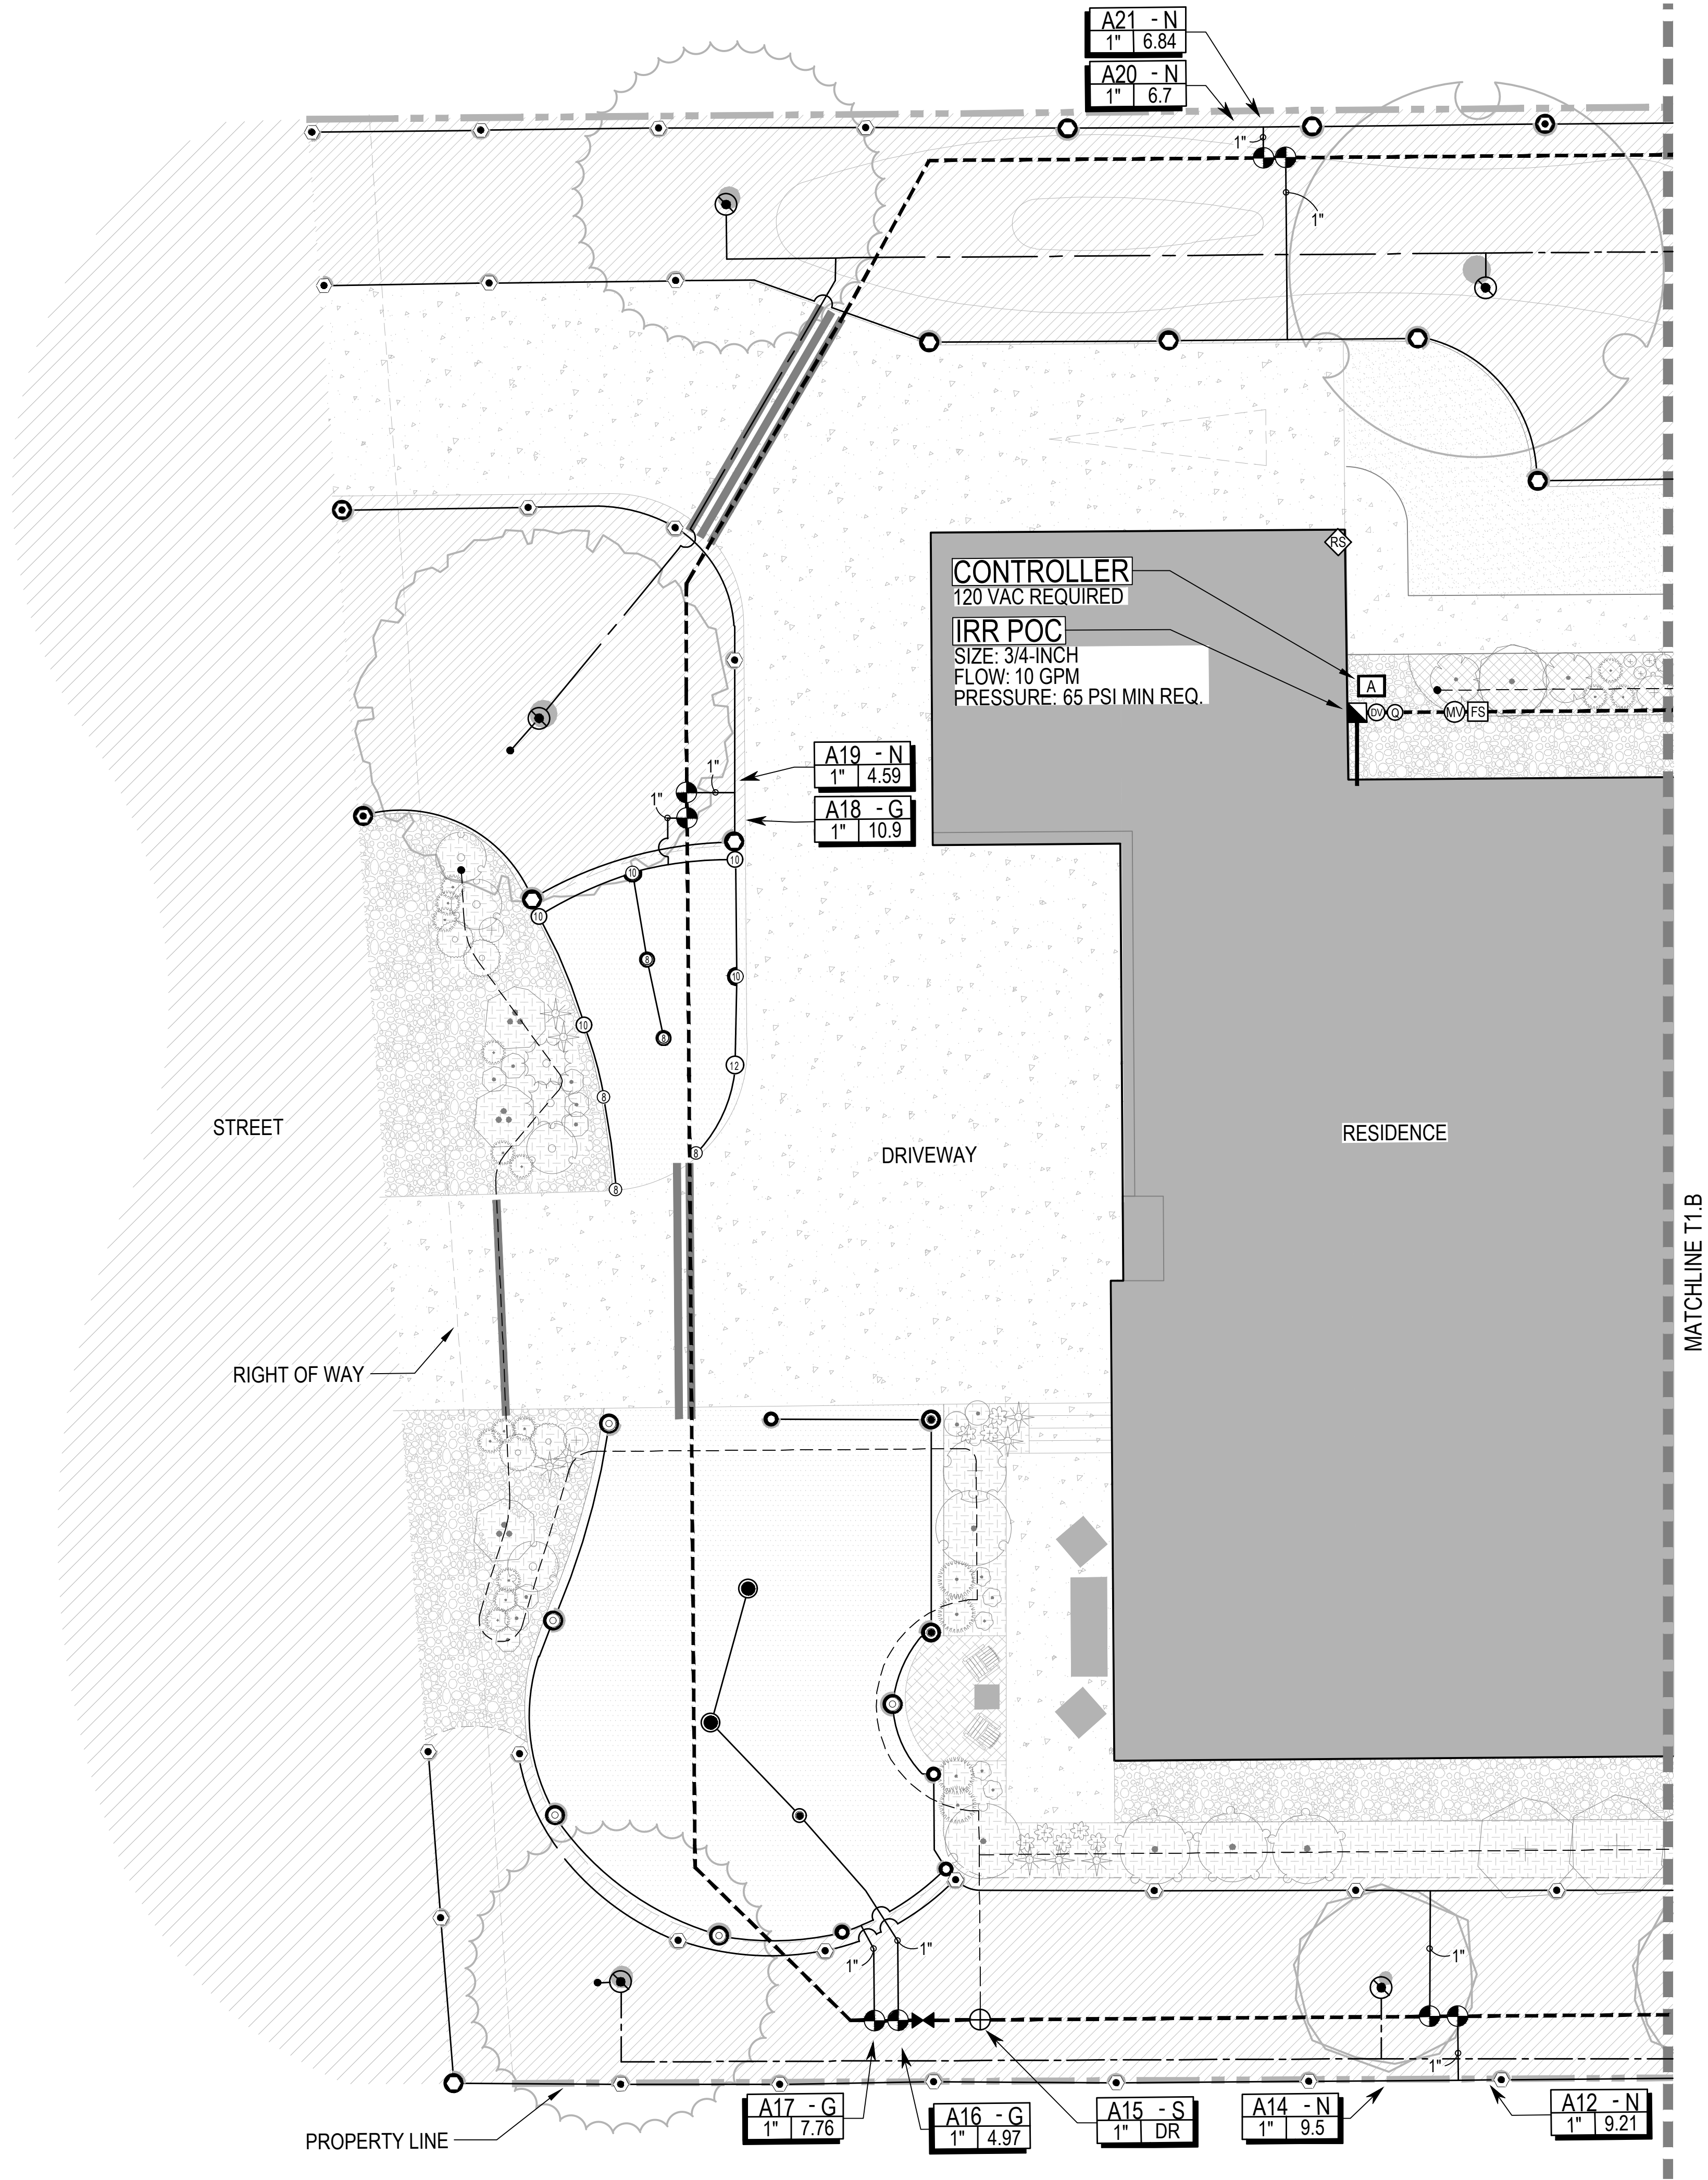 A21 - N
1" 6.84
A20 - N
1" 6.7
1"
1"
RS
CONTROLLER
120 VAC REQUIRED
IRR POC
SIZE: 3/4-INCH
FLOW: 10 GPM
PRESSURE: 65 PSI MIN REQ.
A
DV Q MV FS
A19 - N
1" 4.59
1"
1"
A18 - G
1" 10.9
10
10
10
8
10
10
8
12
8
8
8
STREET
DRIVEWAY
RESIDENCE
MATCHLINE T1.B
RIGHT OF WAY
1"
1"
1"
1"
A17 - G
1" 7.76
A16 - G
1" 4.97
A15 - S
1" DR
A14 - N
1" 9.5
A12 - N
1" 9.21
PROPERTY LINE